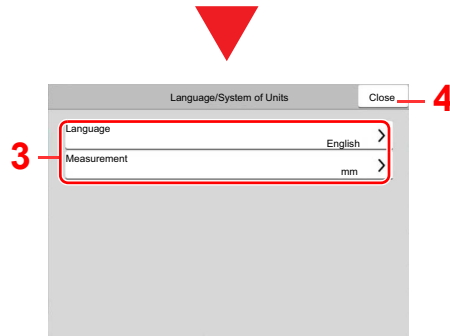 Language/System of Units
Close
4
Language
English
3
Measurement
mm